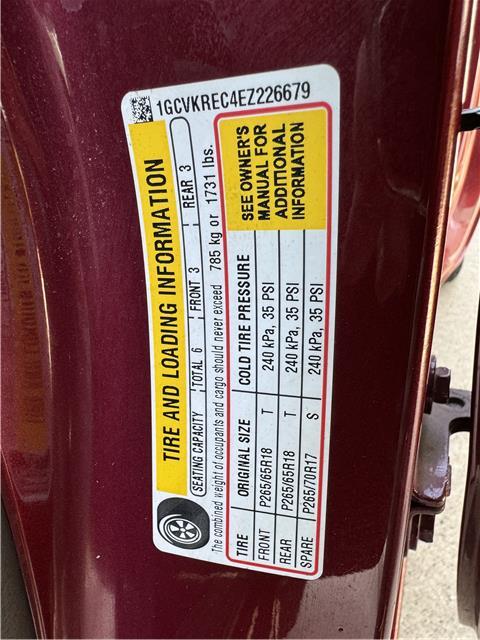 1GCVKREC4EZ226679
TIRE AND LOADING INFORMATION
SEATING CAPACITY TOTAL 6 FRONT 3 REAR 3
The combined weight of occupants and cargo should never exceed 785 kg or 1731 lbs.
TIRE ORIGINAL SIZE COLD TIRE PRESSURE
FRONT P265/65R18 T 240 kPa, 35 PSI
REAR P265/65R18 T 240 kPa, 35 PSI
SPARE P265/70R17 S 240 kPa, 35 PSI
SEE OWNER'S
MANUAL FOR
ADDITIONAL
INFORMATION